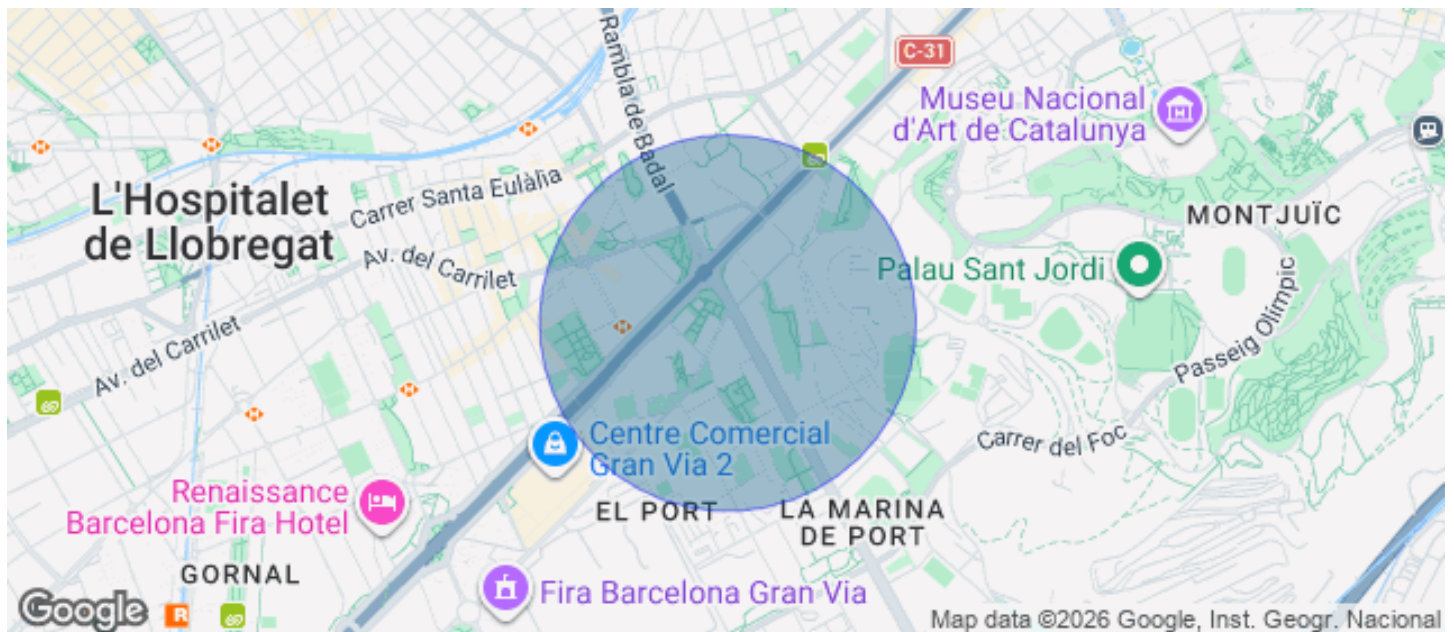 Rambla de Badal
C-31
Museu Nacional
d'Art de Catalunya
L'Hospitalet
de Llobregat
Carrer Santa Eulàlia
MONTJUÏC
Av. del Carrilet
Palau Sant Jordi
Passeig Olímpic
Av. del Carrilet
Centre Comercial
Gran Via 2
Carrer del Foc
Renaissance
Barcelona Fira Hotel
EL PORT
LA MARINA
DE PORT
GORNAL
Fira Barcelona Gran Via
Google
R
Map data ©2026 Google, Inst. Geogr. Nacional